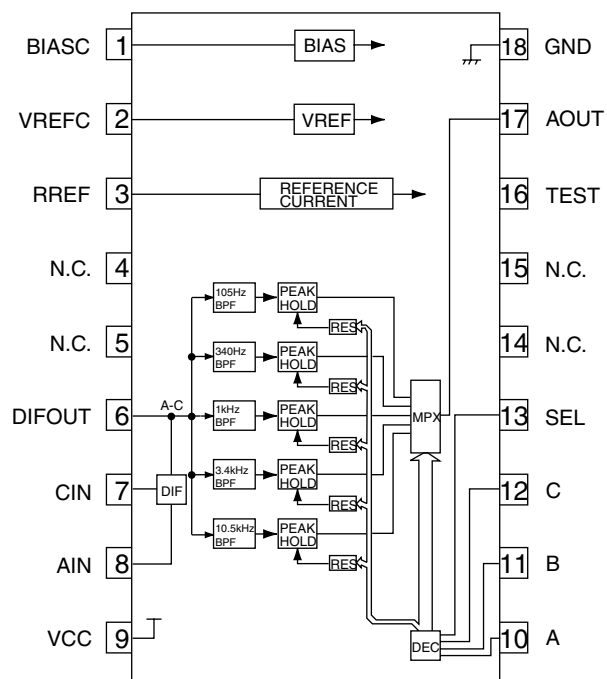 BIASC 1 BIAS 18 GND
VREFC 2 VREF 17 AOUT
RREF 3 REFERENCE
CURRENT 16 TEST
N.C. 4 15 N.C.
105Hz
BPF
PEAK
HOLD
RES
N.C. 5 14 N.C.
340Hz
BPF
PEAK
HOLD
RES
DIFOUT 6 A-C 13 SEL
1kHz
BPF
PEAK
HOLD
MPX
RES
CIN 7 DIF 12 C
3.4kHz
BPF
PEAK
HOLD
RES
AIN 8 11 B
10.5kHz
BPF
PEAK
HOLD
RES
VCC 9 DEC 10 A